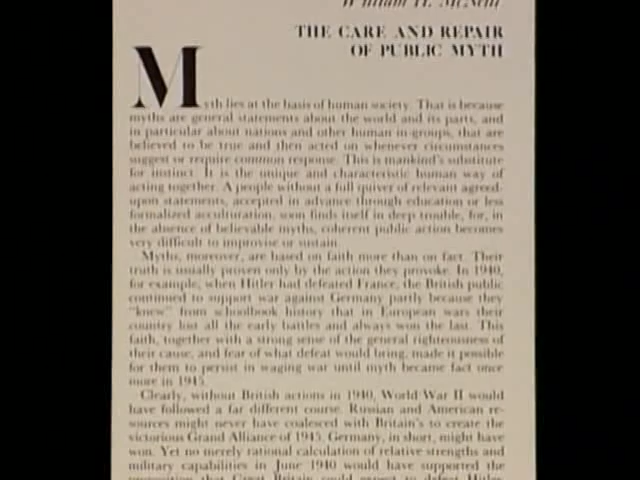 William H. McNeill
THE CARE AND REPAIR
OF PUBLIC MYTH
Myth lies at the basis of human society. That is because
myths are general statements about the world and its parts, and
in particular about nations and other human in-groups, that are
believed to be true and then acted on whenever circumstances
suggest or require common response. This is mankind's substitute
for instinct. It is the unique and characteristic human way of
acting together. A people without a full quiver of relevant agreed-
upon statements, accepted in advance through education or less
formalized acculturation, soon finds itself in deep trouble, for, in
the absence of believable myths, coherent public action becomes
very difficult to improvise or sustain.
Myths, moreover, are based on faith more than on fact. Their
truth is usually proven only by the action they provoke. In 1940,
for example, when Hitler had defeated France, the British public
continued to support war against Germany partly because they
"knew" from schoolbook history that in European wars their
country lost all the early battles and always won the last. This
faith, together with a strong sense of the general righteousness of
their cause, and fear of what defeat would bring, made it possible
for them to persist in waging war until myth became fact once
more in 1945.
Clearly, without British actions in 1940, World War II would
have followed a far different course. Russian and American re-
sources might never have coalesced with Britain's to create the
victorious Grand Alliance of 1945. Germany, in short, might have
won. Yet no merely rational calculation of relative strengths and
military capabilities in June 1940 would have supported the
that Great Britain could expect to defeat Hitler